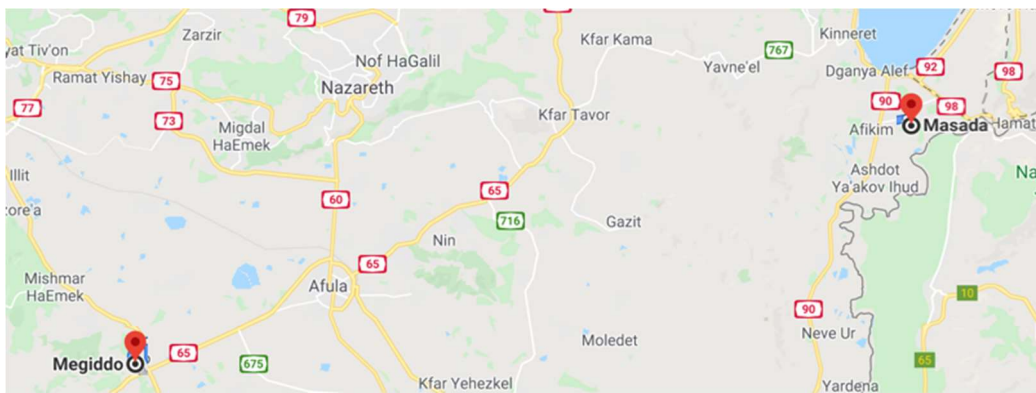 79
Zarzir
Kfar Kama
767
Kinneret
yat Tiv'on
Nof HaGalil
Yavne'el
Dganya Alef
92
Ramat Yishay
75
Nazareth
98
77
90
98
73
Migdal
HaEmek
Kfar Tavor
Afikim
Masada
Hamat
Illit
Ashdot
Ya'akov Ihud
Na
65
60
zore'a
716
Gazit
Nin
65
Mishmar
HaEmek
Afula
10
90
Neve Ur
Moledet
Megiddo
65
675
65
Kfar Yehezkel
Yardena